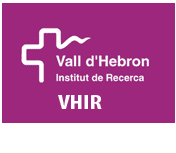 Vall d'Hebron
Institut de Recerca
VHIR